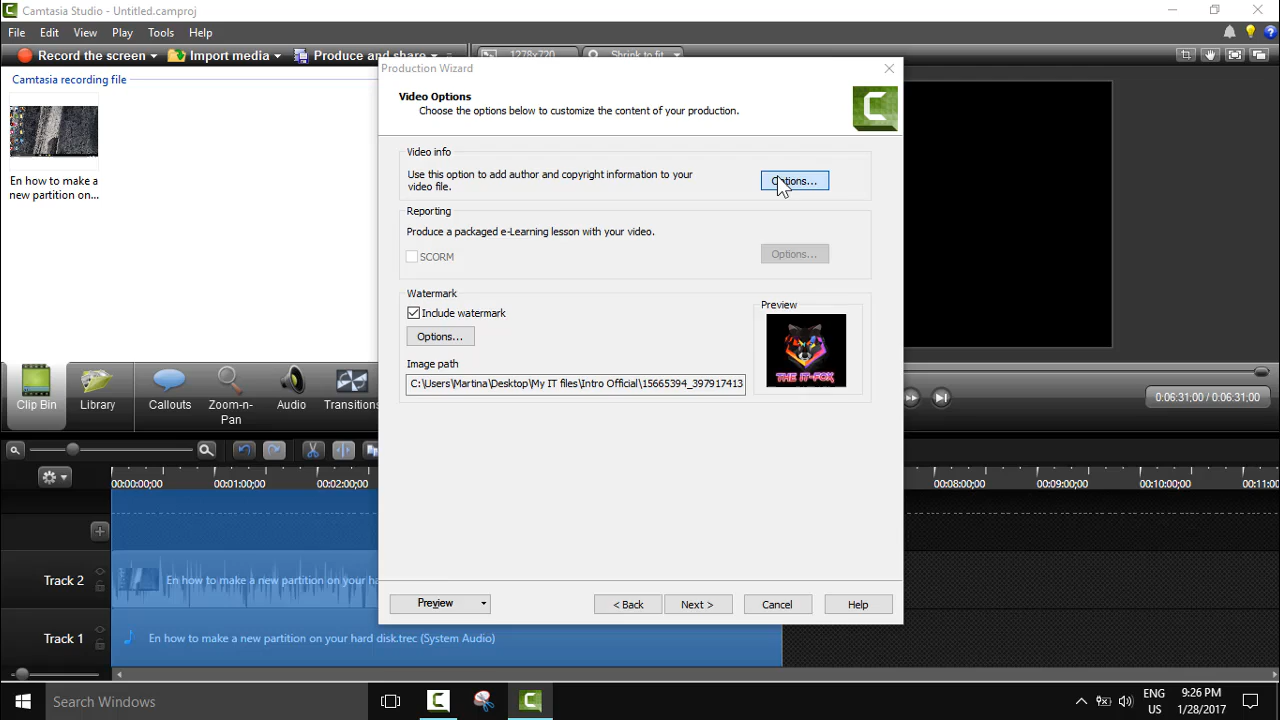 Camtasia Studio - Untitled.camproj
File Edit View Play Tools Help
Record the screen Import media Produce and share 1278x720 Shrink to fit
Production Wizard
Camtasia recording file
Video Options
Choose the options below to customize the content of your production.
Video info
Use this option to add author and copyright information to your
video file.
Options...
En how to make a
new partition on...
Reporting
Produce a packaged e-Learning lesson with your video.
SCORM
Options...
Watermark
Include watermark
Options...
Preview
THE IT-FOX
Image path
C:\Users\Martina\Desktop\My IT files\Intro Official\15665394_397917413
Clip Bin Library Callouts Zoom-n-
Pan Audio Transitions
0:06:31;00 / 0:06:31;00
00:00:00;00 00:01:00;00 00:02:00;00 00:08:00;00 00:09:00;00 00:10:00;00 00:11:00
Track 2 En how to make a new partition on your ha
Preview < Back Next > Cancel Help
Track 1 En how to make a new partition on your hard disk.trec (System Audio)
Search Windows
ENG
US
9:26 PM
1/28/2017